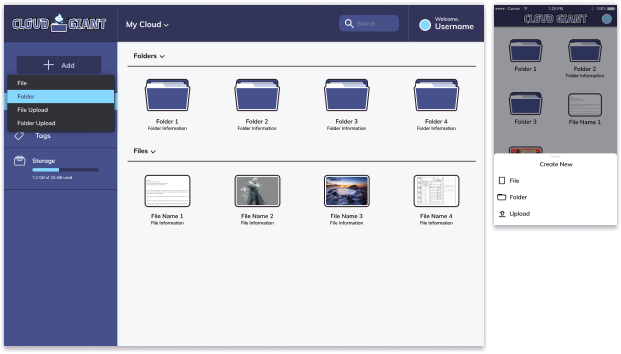 CLOUD GIANT
My Cloud
Search
Welcome,
Username
Add
File
Folder
File Upload
Folder Upload
Tags
Storage
7.2 GB of 15 GB used
Folders
Folder 1
Folder Information
Folder 2
Folder Information
Folder 3
Folder Information
Folder 4
Folder Information
Files
File Name 1
File Information
File Name 2
File Information
File Name 3
File Information
File Name 4
File Information
Carrier
1:20 PM
100%
CLOUD GIANT
Folder 1
Folder 2
Folder Information
Folder 3
File Name 1
Create New
File
Folder
Upload